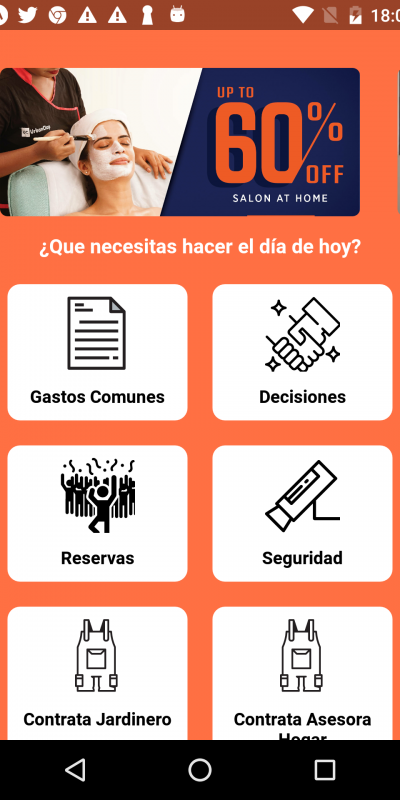 18:0
UrbanClap
UP TO
60%
OFF
SALON AT HOME
¿Que necesitas hacer el día de hoy?
Gastos Comunes
Decisiones
Reservas
Seguridad
Contrata Jardinero
Contrata Asesora
Hogar